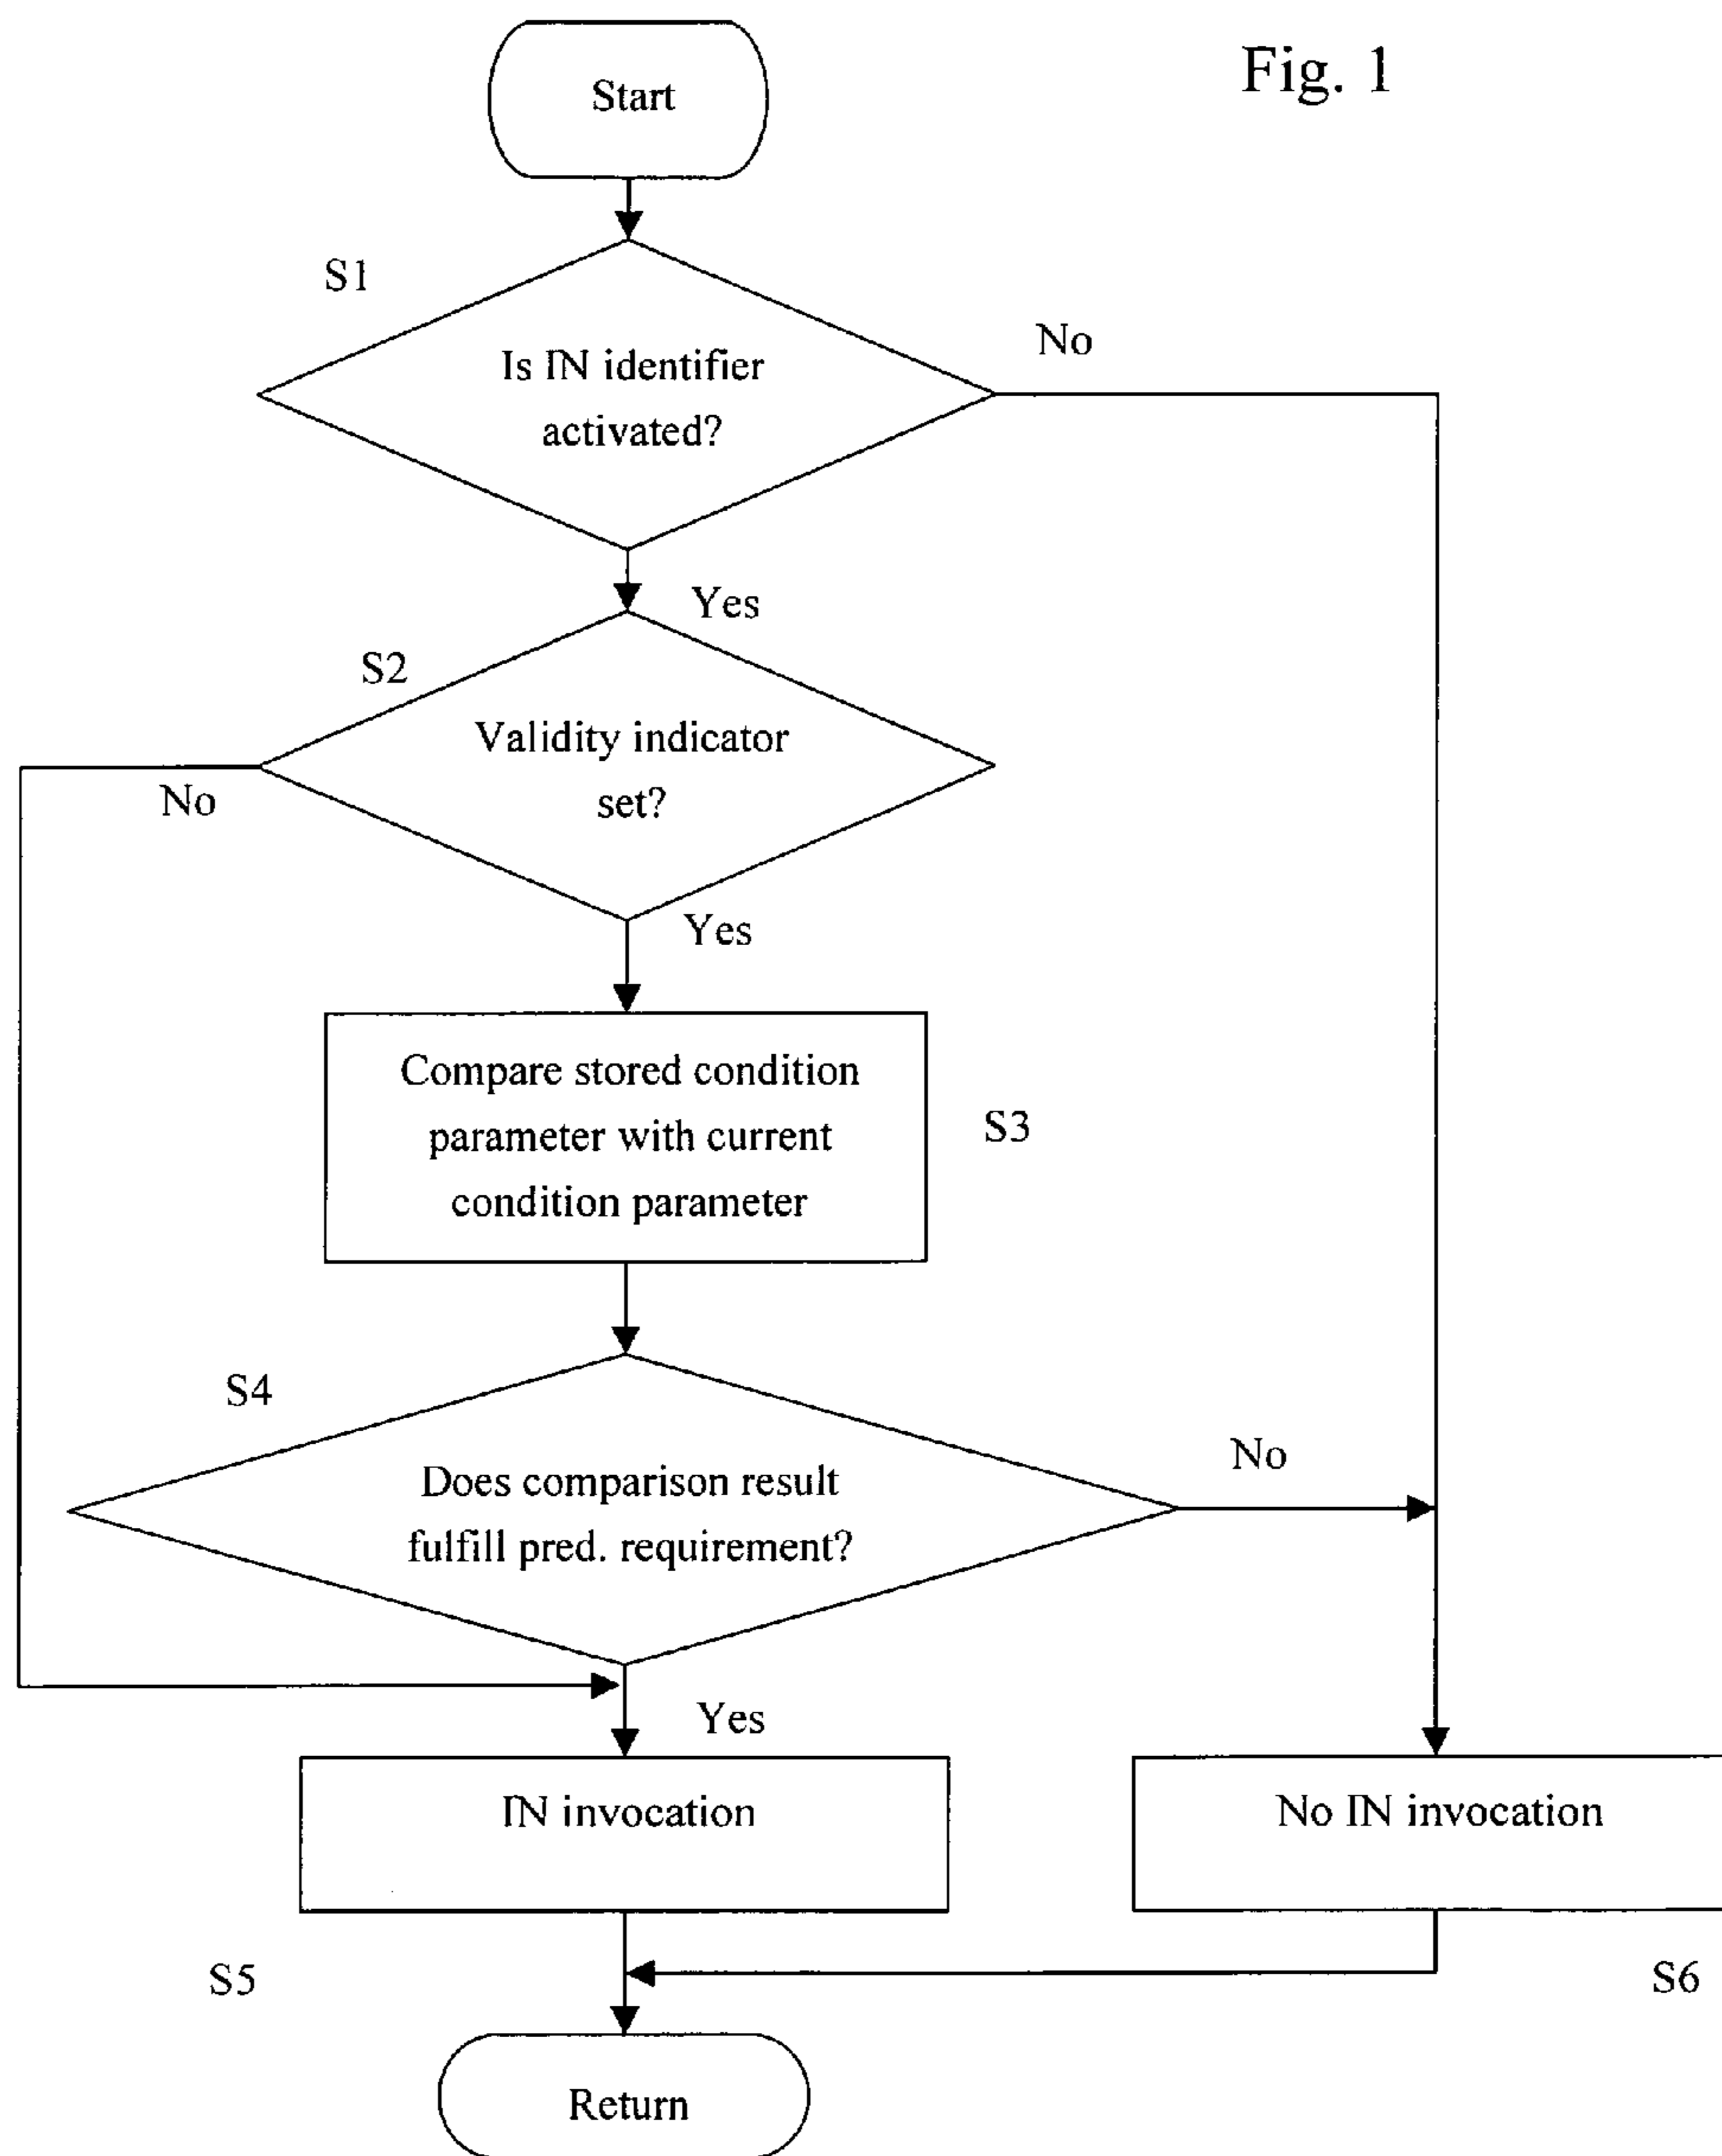 Fig. 1
Start
S1
Is IN identifier
activated?
No
Yes
S2
Validity indicator
set?
No
Yes
Compare stored condition
parameter with current
condition parameter
S3
S4
Does comparison result
fulfill pred. requirement?
No
Yes
IN invocation
No IN invocation
S5
S6
Return